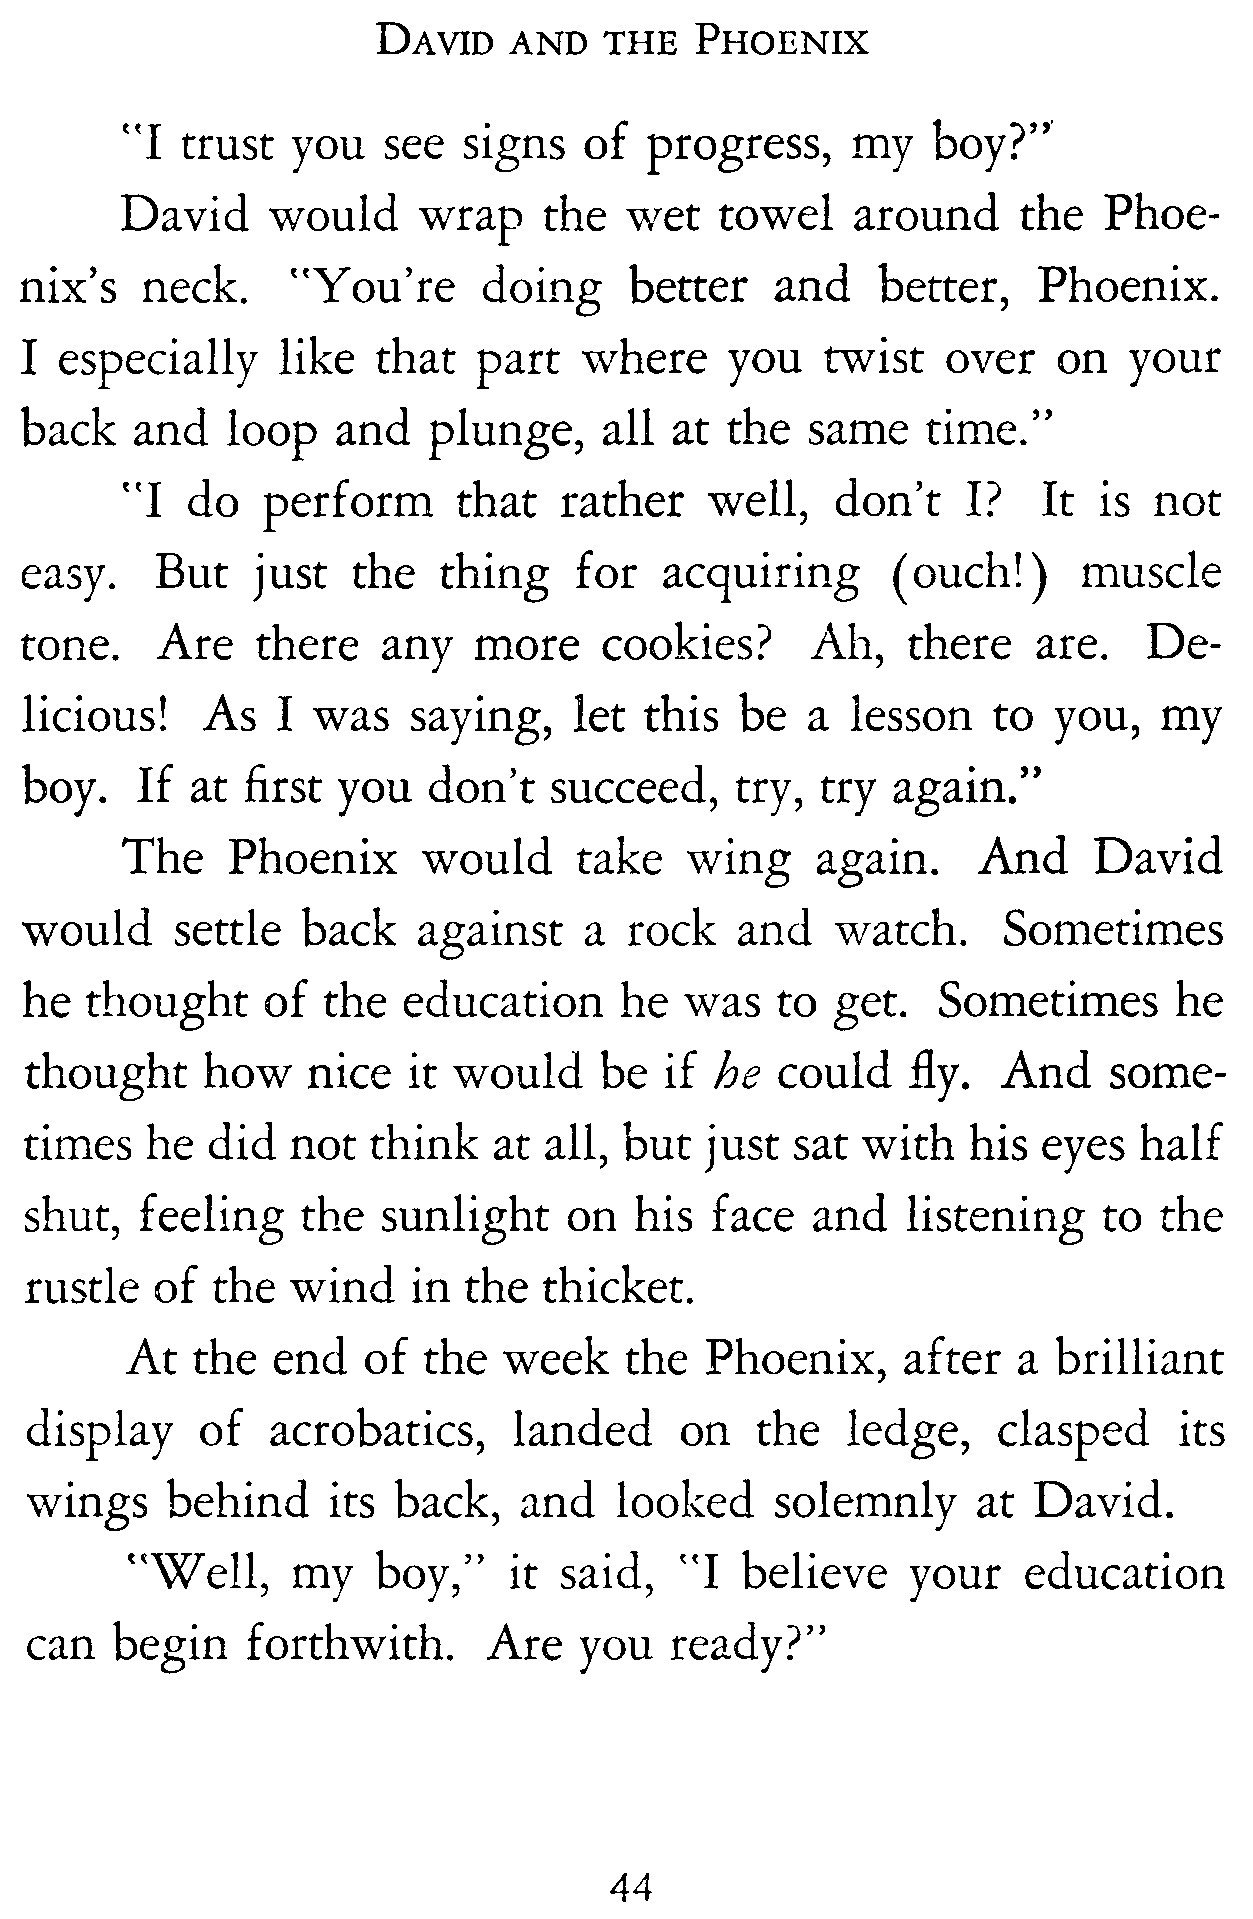 DAVID AND THE PHOENIX
"I trust you see signs of progress, my boy?"
David would wrap the wet towel around the Phoe-
nix's neck. "You're doing better and better, Phoenix.
I especially like that part where you twist over on your
back and loop and plunge, all at the same time."
"I do perform that rather well, don't I? It is not
easy. But just the thing for acquiring (ouch!) muscle
tone. Are there any more cookies? Ah, there are. De-
licious! As I was saying, let this be a lesson to you, my
boy. If at first you don't succeed, try, try again."
The Phoenix would take wing again. And David
would settle back against a rock and watch. Sometimes
he thought of the education he was to get. Sometimes he
thought how nice it would be if he could fly. And some-
times he did not think at all, but just sat with his eyes half
shut, feeling the sunlight on his face and listening to the
rustle of the wind in the thicket.
At the end of the week the Phoenix, after a brilliant
display of acrobatics, landed on the ledge, clasped its
wings behind its back, and looked solemnly at David.
"Well, my boy," it said, "I believe your education
can begin forthwith. Are you ready?"
44